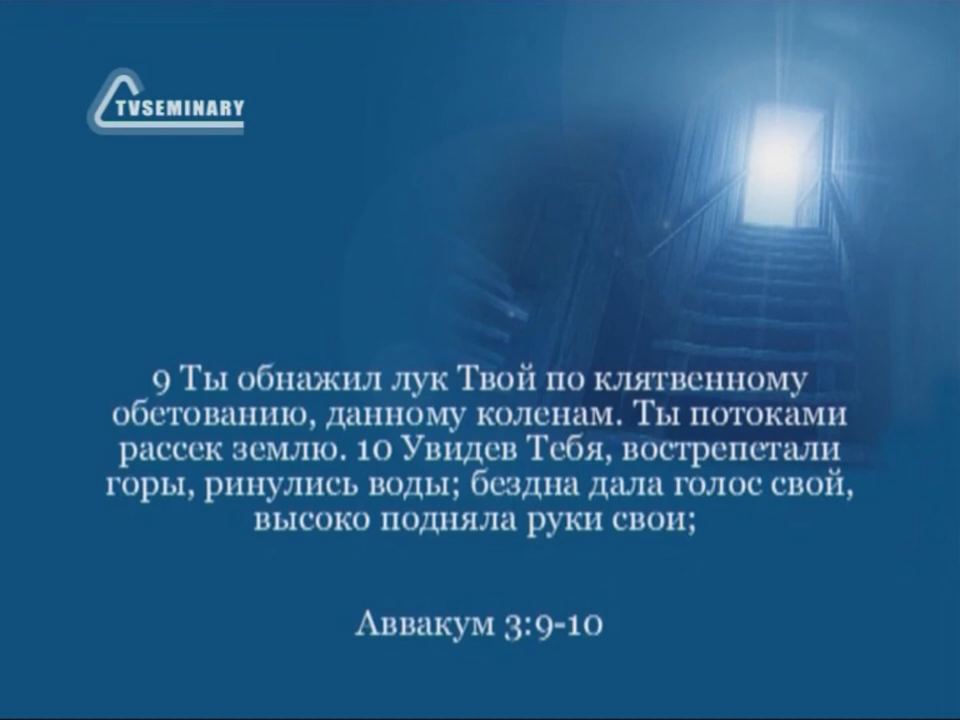 TVSEMINARY
9 Ты обнажил лук Твой по клятвенному
обетованию, данному коленам. Ты потоками
рассек землю. 10 Увидев Тебя, вострепетали
горы, ринулись воды; бездна дала голос свой,
высоко подняла руки свои;
Аввакум 3:9-10